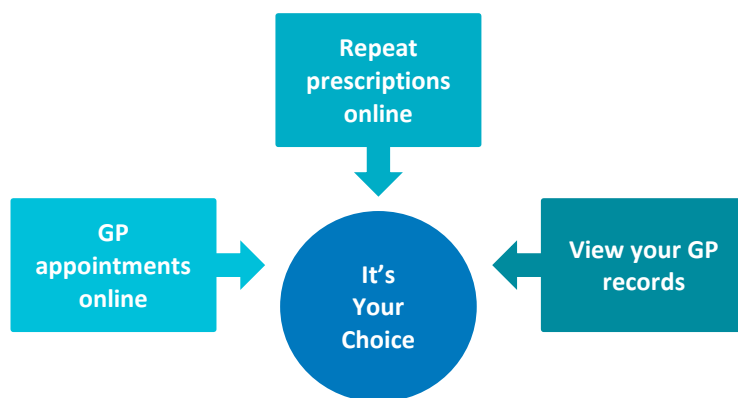 Repeat
prescriptions
online
GP
appointments
online
It's
Your
Choice
View your GP
records